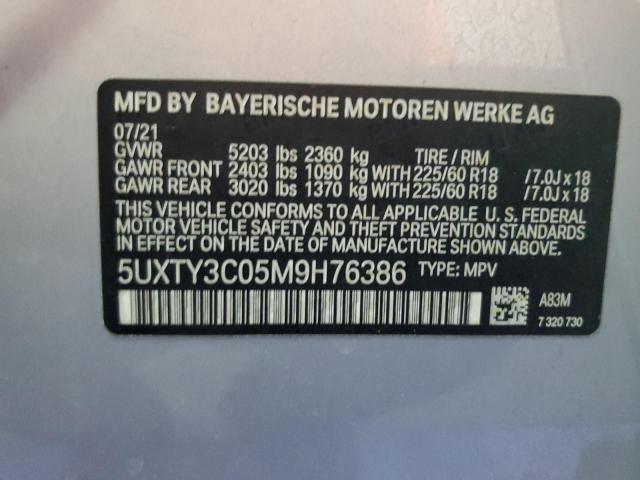 MFD BY BAYERISCHE MOTOREN WERKE AG
07/21
GVWR 5203 lbs 2360 kg TIRE / RIM
GAWR FRONT 2403 lbs 1090 kg WITH 225/60 R18 /7.0J x 18
GAWR REAR 3020 lbs 1370 kg WITH 225/60 R18 /7.0J x 18
THIS VEHICLE CONFORMS TO ALL APPLICABLE U. S. FEDERAL
MOTOR VEHICLE SAFETY AND THEFT PREVENTION STANDARDS
IN EFFECT ON THE DATE OF MANUFACTURE SHOWN ABOVE.
5UXTY3C05M9H76386 TYPE: MPV
A83M
7 320 730